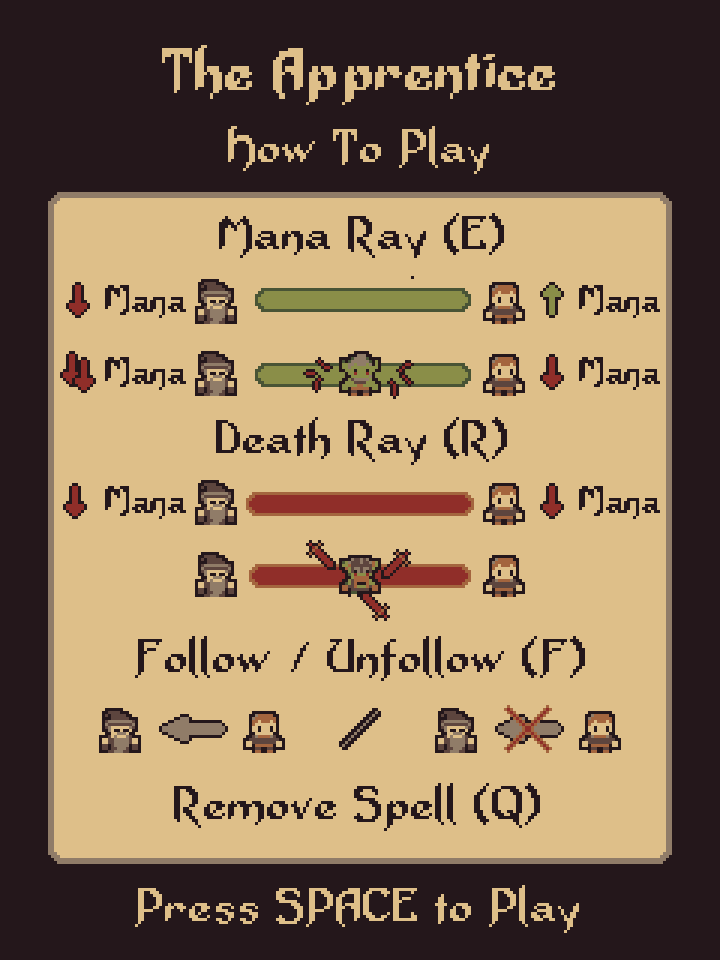 The Apprentice
How To Play
Mana Ray (E)
Mana Mana
Mana Mana
Death Ray (R)
Mana Mana
Follow / Unfollow (F)
Remove Spell (Q)
Press SPACE to Play